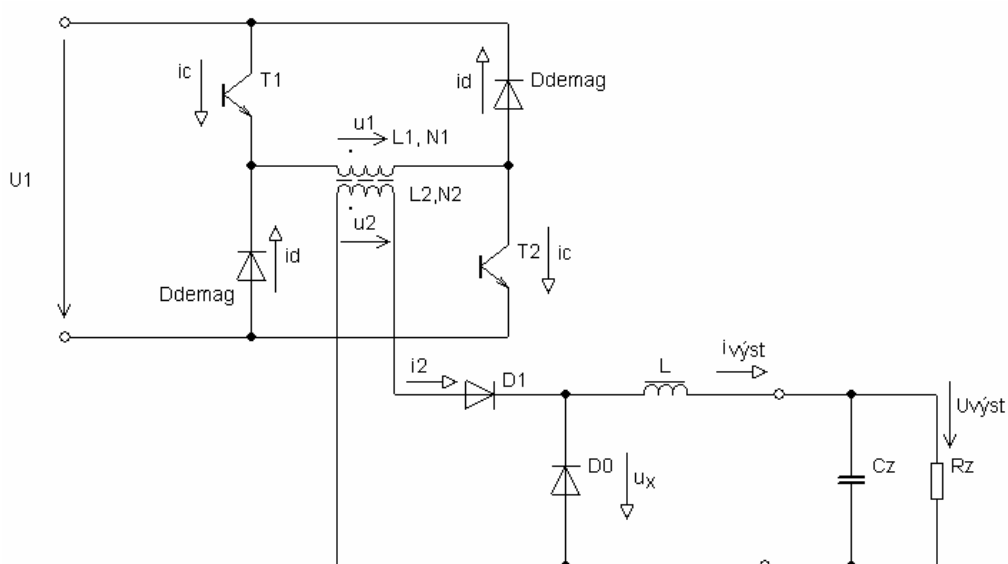 ic
T1
id
Ddemag
u1
L1, N1
U1
L2,N2
u2
id
T2
ic
Ddemag
i2
D1
L
ivýst
Uvýst
D0
ux
Cz
Rz